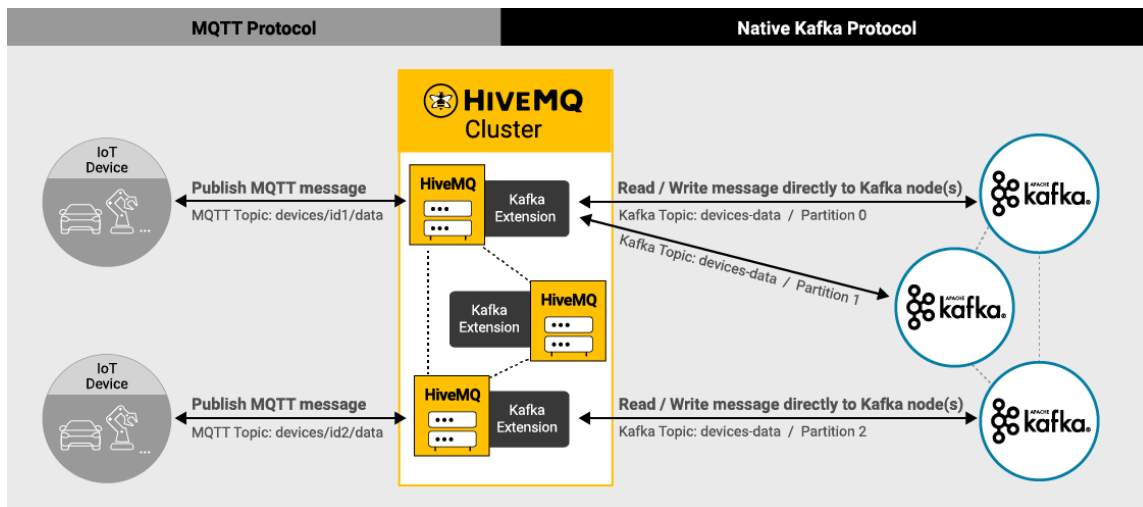 MQTT Protocol
Native Kafka Protocol
HIVEMQ
Cluster
IoT
Device
...
Publish MQTT message
MQTT Topic: devices/id1/data
HiveMQ
Kafka
Extension
Read / Write message directly to Kafka node(s)
Kafka Topic: devices-data / Partition 0
APACHE
kafka.®
Kafka Topic: devices-data / Partition 1
Kafka
Extension
HiveMQ
APACHE
kafka.®
IoT
Device
...
Publish MQTT message
MQTT Topic: devices/id2/data
HiveMQ
Kafka
Extension
Read / Write message directly to Kafka node(s)
Kafka Topic: devices-data / Partition 2
APACHE
kafka.®